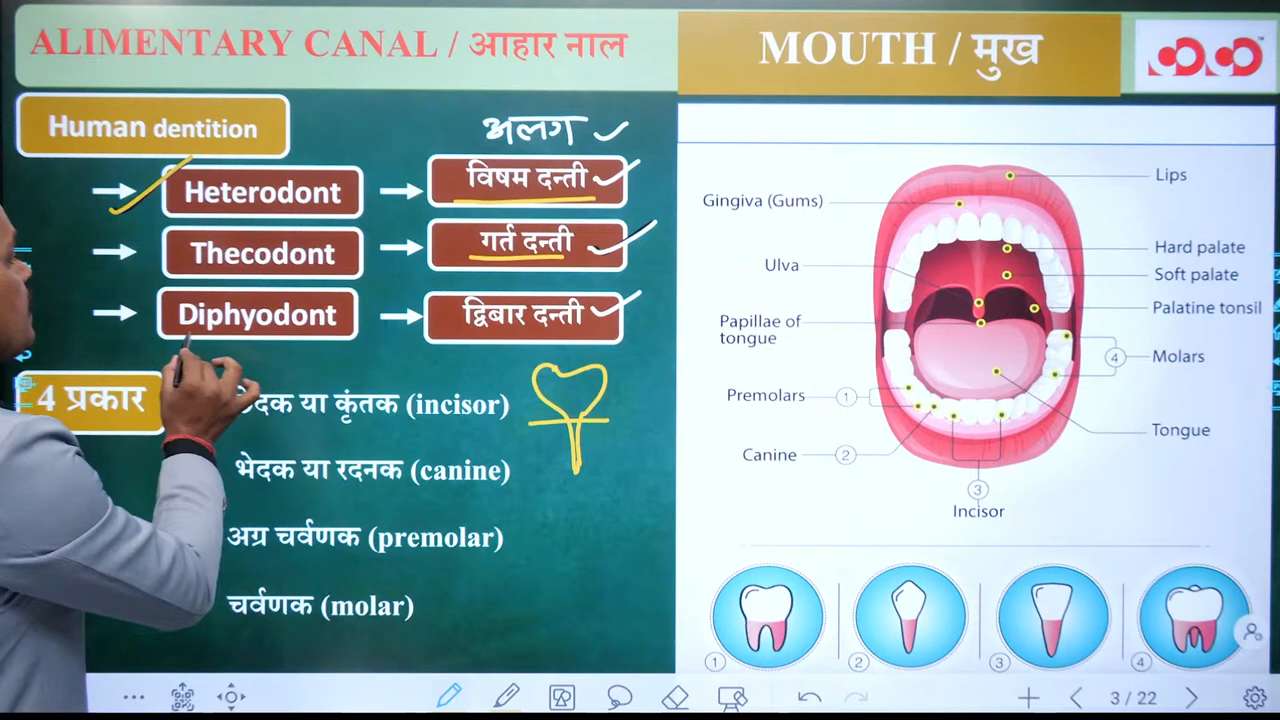 ALIMENTARY CANAL / आहार नाल
MOUTH / मुख
Human dentition
अलग
Heterodont
विषम दन्ती
Thecodont
गर्त दन्ती
Diphyodont
द्विबार दन्ती
4 प्रकार
या कृंतक (incisor)
भेदक या रदनक (canine)
अग्र चर्वणक (premolar)
चर्वणक (molar)
Lips
Gingiva (Gums)
Hard palate
Ulva
Soft palate
Palatine tonsil
Papillae of
tongue
4
Molars
Premolars
1
Tongue
Canine
2
3
Incisor
1
2
3
4
3 / 22